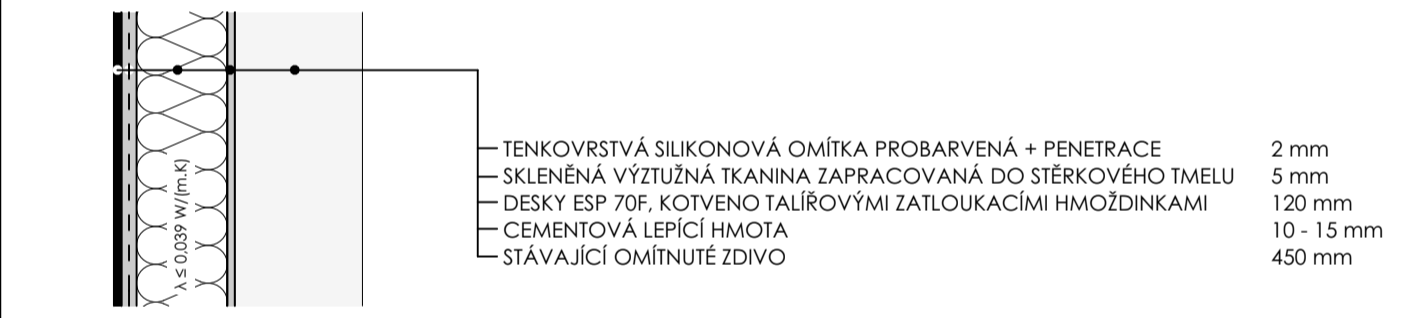 TENKOVRSTVÁ SILIKONOVÁ OMÍTKA PROBARVENÁ + PENETRACE 2 mm
SKLENĚNÁ VÝZTUŽNÁ TKANINA ZAPRACOVANÁ DO STĚRKOVÉHO TMELU 5 mm
DESKY ESP 70F, KOTVENO TALÍŘOVÝMI ZATLOUKACÍMI HMOŽDINKAMI 120 mm
CEMENTOVÁ LEPÍCÍ HMOTA 10 - 15 mm
STÁVAJÍCÍ OMÍTNUTÉ ZDIVO 450 mm
λ ≤ 0,039 W/(m.K)